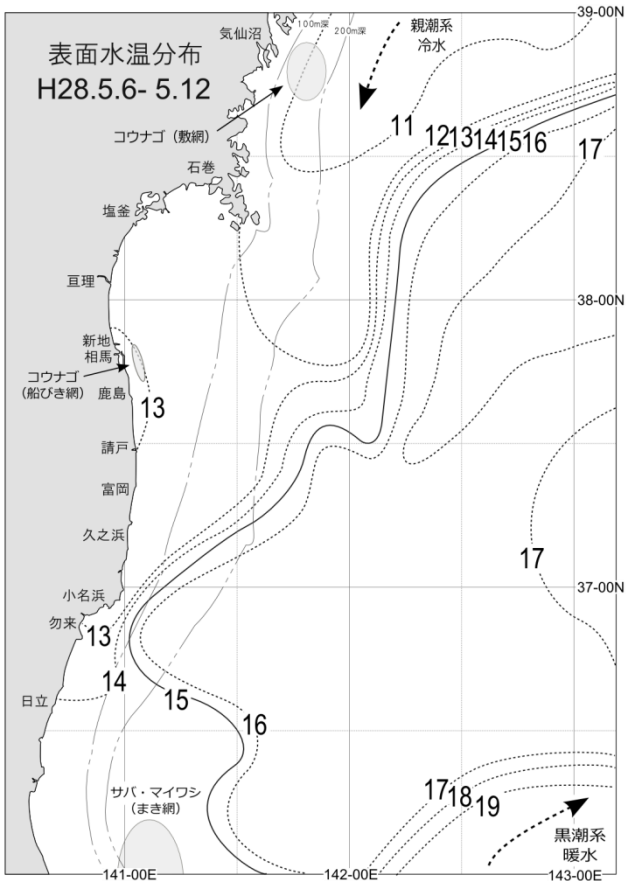 39-00N
100m深
200m深
気仙沼
親潮系
冷水
表面水温分布
H28.5.6- 5.12
コウナゴ（敷網）
11
12
13
14
15
16
17
石巻
塩釜
亘理
38-00N
新地
相馬
コウナゴ
（船びき網）
鹿島
13
請戸
富岡
久之浜
17
37-00N
小名浜
勿来
13
14
15
日立
16
サバ・マイワシ
（まき網）
17
18
19
黒潮系
暖水
141-00E
142-00E
143-00E